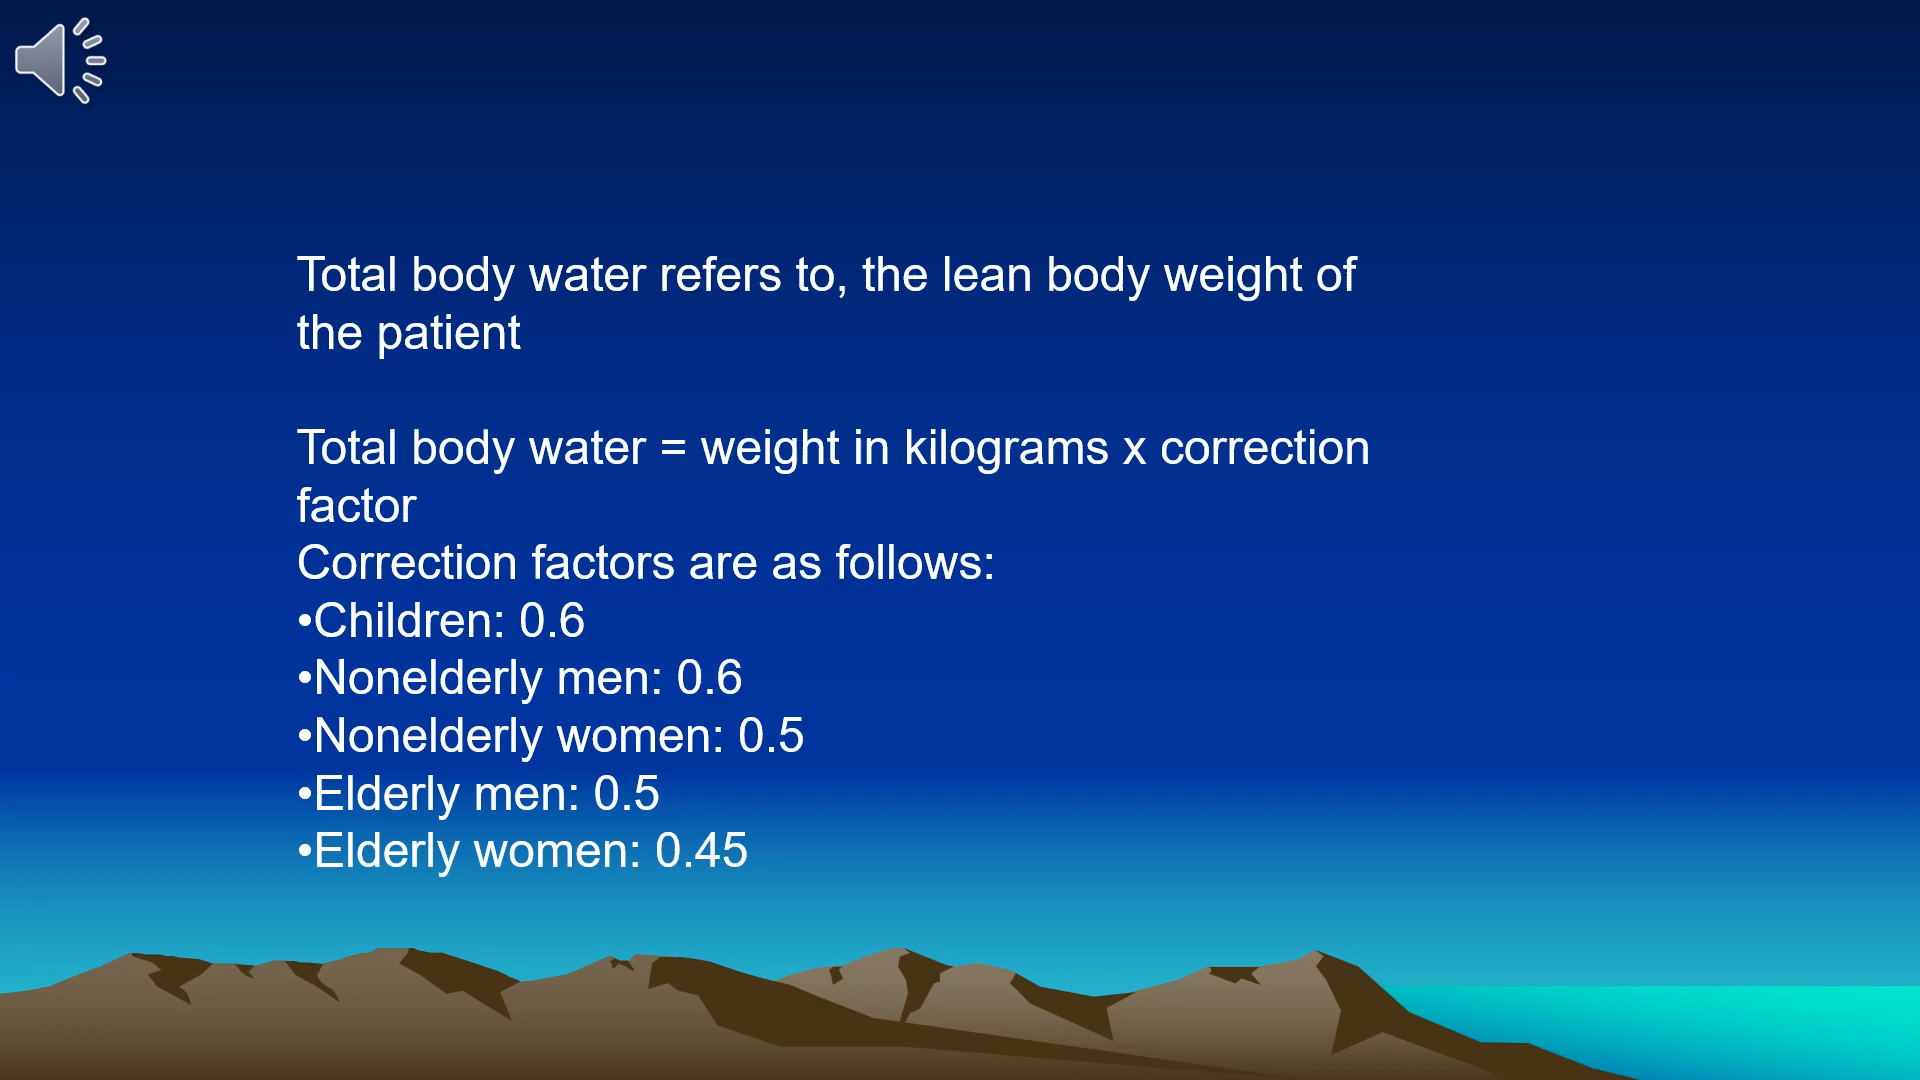 Total body water refers to, the lean body weight of
the patient
Total body water = weight in kilograms x correction
factor
Correction factors are as follows:
•Children: 0.6
•Nonelderly men: 0.6
•Nonelderly women: 0.5
•Elderly men: 0.5
•Elderly women: 0.45